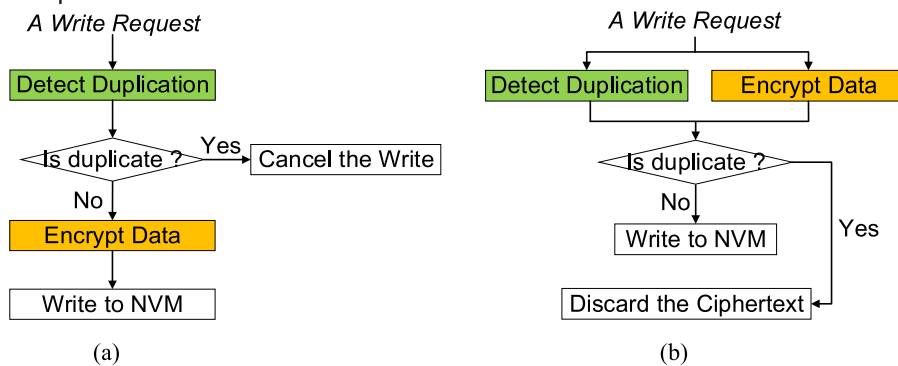 A Write Request
Detect Duplication
Is duplicate ?
Yes
Cancel the Write
No
Encrypt Data
Write to NVM
(a)
A Write Request
Detect Duplication
Encrypt Data
Is duplicate ?
No
Yes
Write to NVM
Discard the Ciphertext
(b)